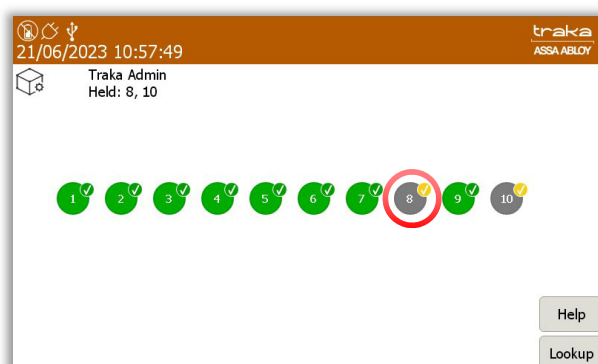 traka
21/06/2023 10:57:49
ASSA ABLOY
Traka Admin
Held: 8, 10
1 2 3 4 5 6 7 8 9 10
Help
Lookup